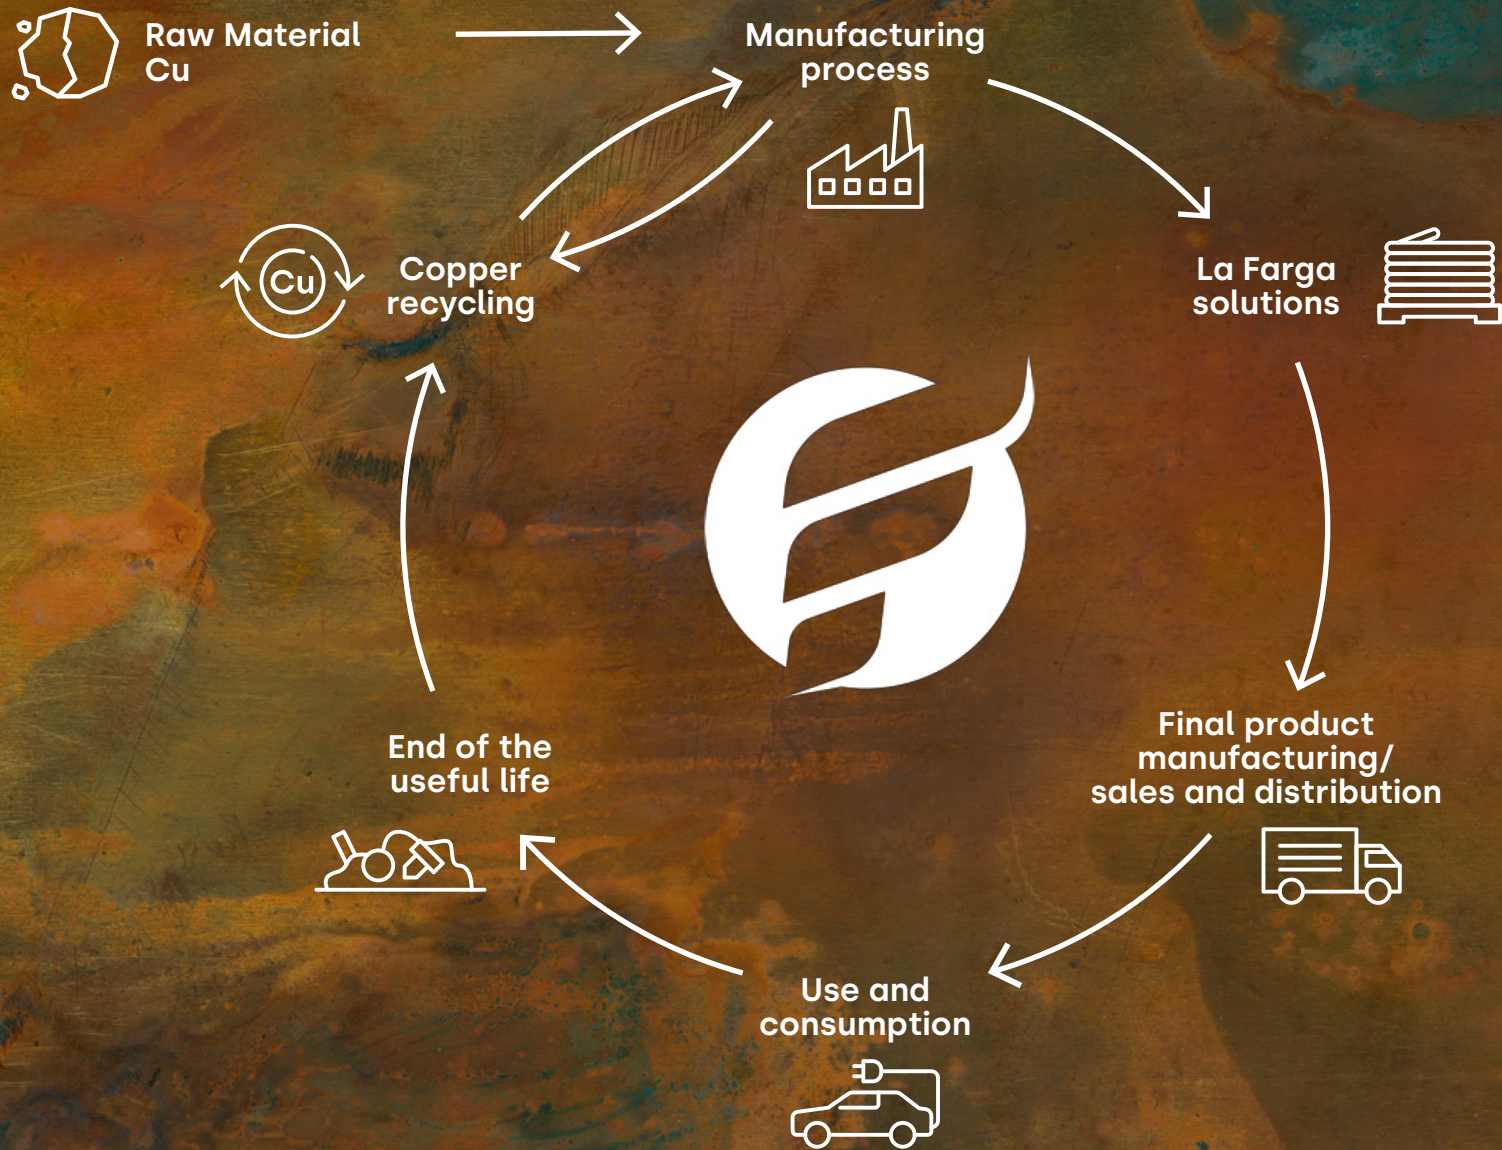 Raw Material
Cu
Manufacturing
process
Cu
Copper
recycling
La Farga
solutions
End of the
useful life
Final product
manufacturing/
sales and distribution
Use and
consumption